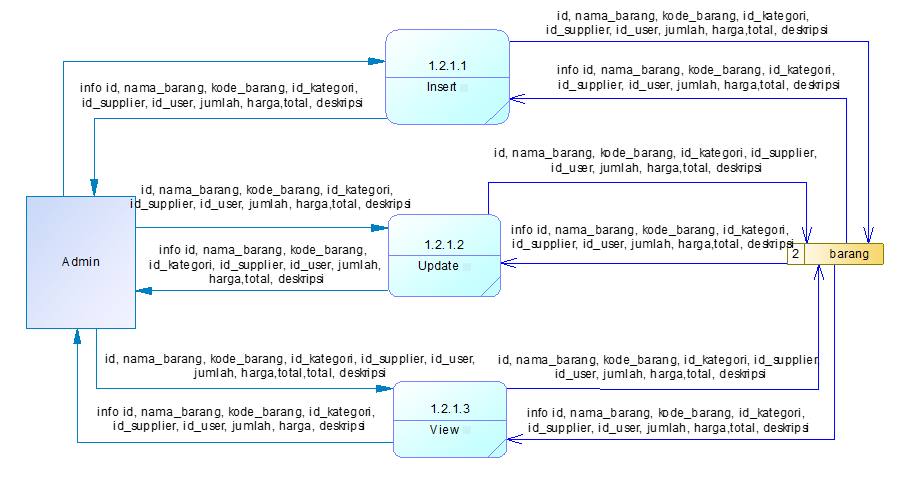 id, nama_barang, kode_barang, id_kategori,
id_supplier, id_user, jumlah, harga,total, deskripsi
1.2.1.1
Insert
info id, nama_barang, kode_barang, id_kategori,
id_supplier, id_user, jumlah, harga,total, deskripsi
info id, nama_barang, kode_barang, id_kategori,
id_supplier, id_user, jumlah, harga,total, deskripsi
id, nama_barang, kode_barang, id_kategori, id_supplier,
id_user, jumlah, harga,total, deskripsi
id, nama_barang, kode_barang, id_kategori,
id_supplier, id_user, jumlah, harga,total, deskripsi
Admin
1.2.1.2
Update
info id, nama_barang, kode_barang, id_kategori,
id_supplier, id_user, jumlah, harga,total, deskripsi
info id, nama_barang, kode_barang,
id_kategori, id_supplier, id_user, jumlah,
harga,total, deskripsi
2
barang
id, nama_barang, kode_barang, id_kategori, id_supplier, id_user,
jumlah, harga,total,total, deskripsi
id, nama_barang, kode_barang, id_kategori, id_supplier,
id_user, jumlah, harga,total, deskripsi
1.2.1.3
View
info id, nama_barang, kode_barang, id_kategori,
id_supplier, id_user, jumlah, harga, deskripsi
info id, nama_barang, kode_barang, id_kategori,
id_supplier, id_user, jumlah, harga,total, deskripsi